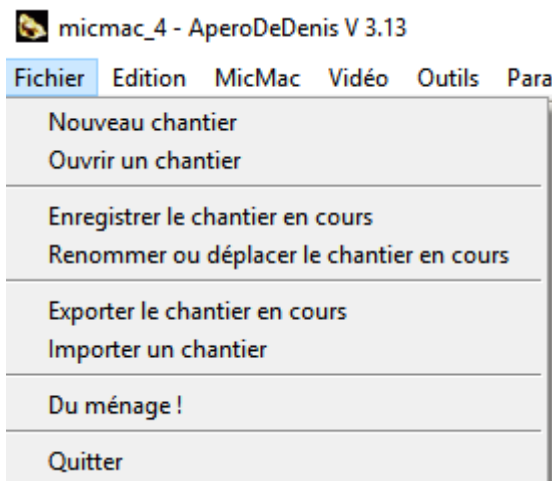 micmac_4 - AperoDeDenis V 3.13
Fichier Edition MicMac Vidéo Outils Para
Nouveau chantier
Ouvrir un chantier
Enregistrer le chantier en cours
Renommer ou déplacer le chantier en cours
Exporter le chantier en cours
Importer un chantier
Du ménage !
Quitter